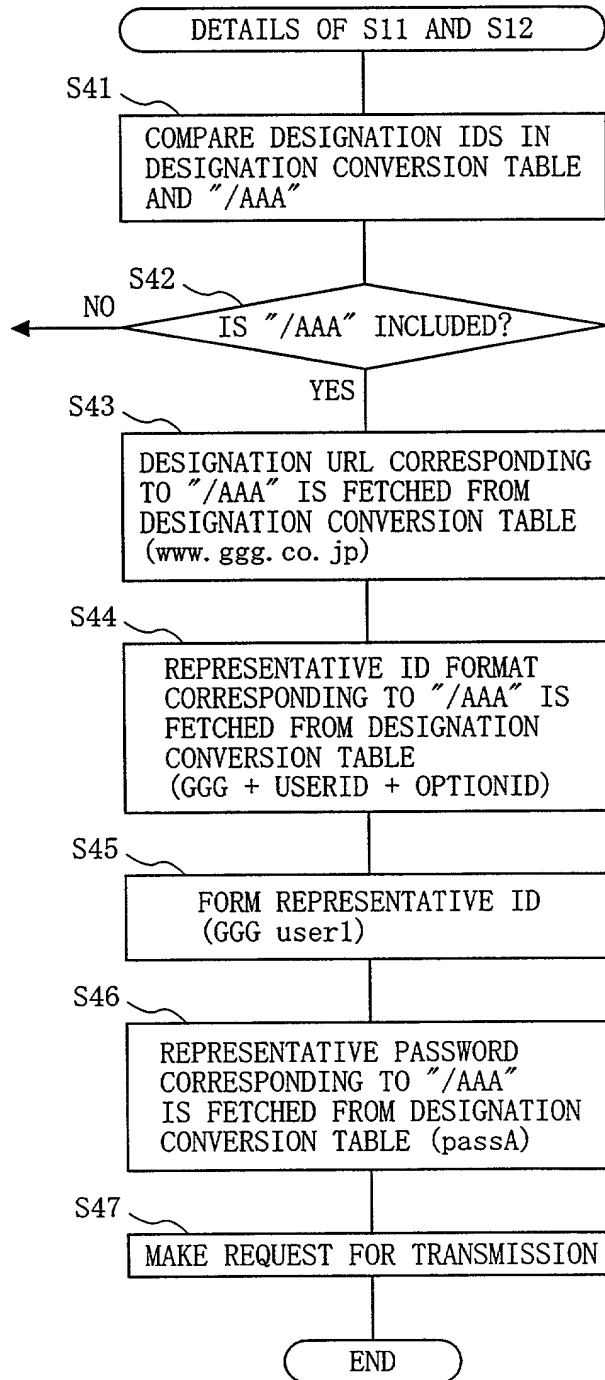 DETAILS OF S11 AND S12
S41
COMPARE DESIGNATION IDS IN
DESIGNATION CONVERSION TABLE
AND "/AAA"
S42
NO
IS "/AAA" INCLUDED?
YES
S43
DESIGNATION URL CORRESPONDING
TO "/AAA" IS FETCHED FROM
DESIGNATION CONVERSION TABLE
(www.ggg.co.jp)
S44
REPRESENTATIVE ID FORMAT
CORRESPONDING TO "/AAA" IS
FETCHED FROM DESIGNATION
CONVERSION TABLE
(GGG + USERID + OPTIONID)
S45
FORM REPRESENTATIVE ID
(GGG user1)
S46
REPRESENTATIVE PASSWORD
CORRESPONDING TO "/AAA"
IS FETCHED FROM DESIGNATION
CONVERSION TABLE (passA)
S47
MAKE REQUEST FOR TRANSMISSION
END